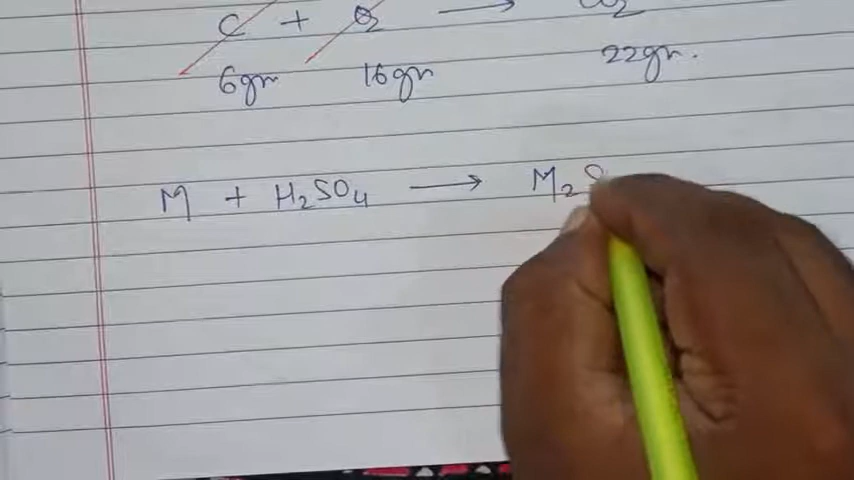 C + O2 → CO2
6gm 16gm 22gm.
M + H2SO4 → M2S